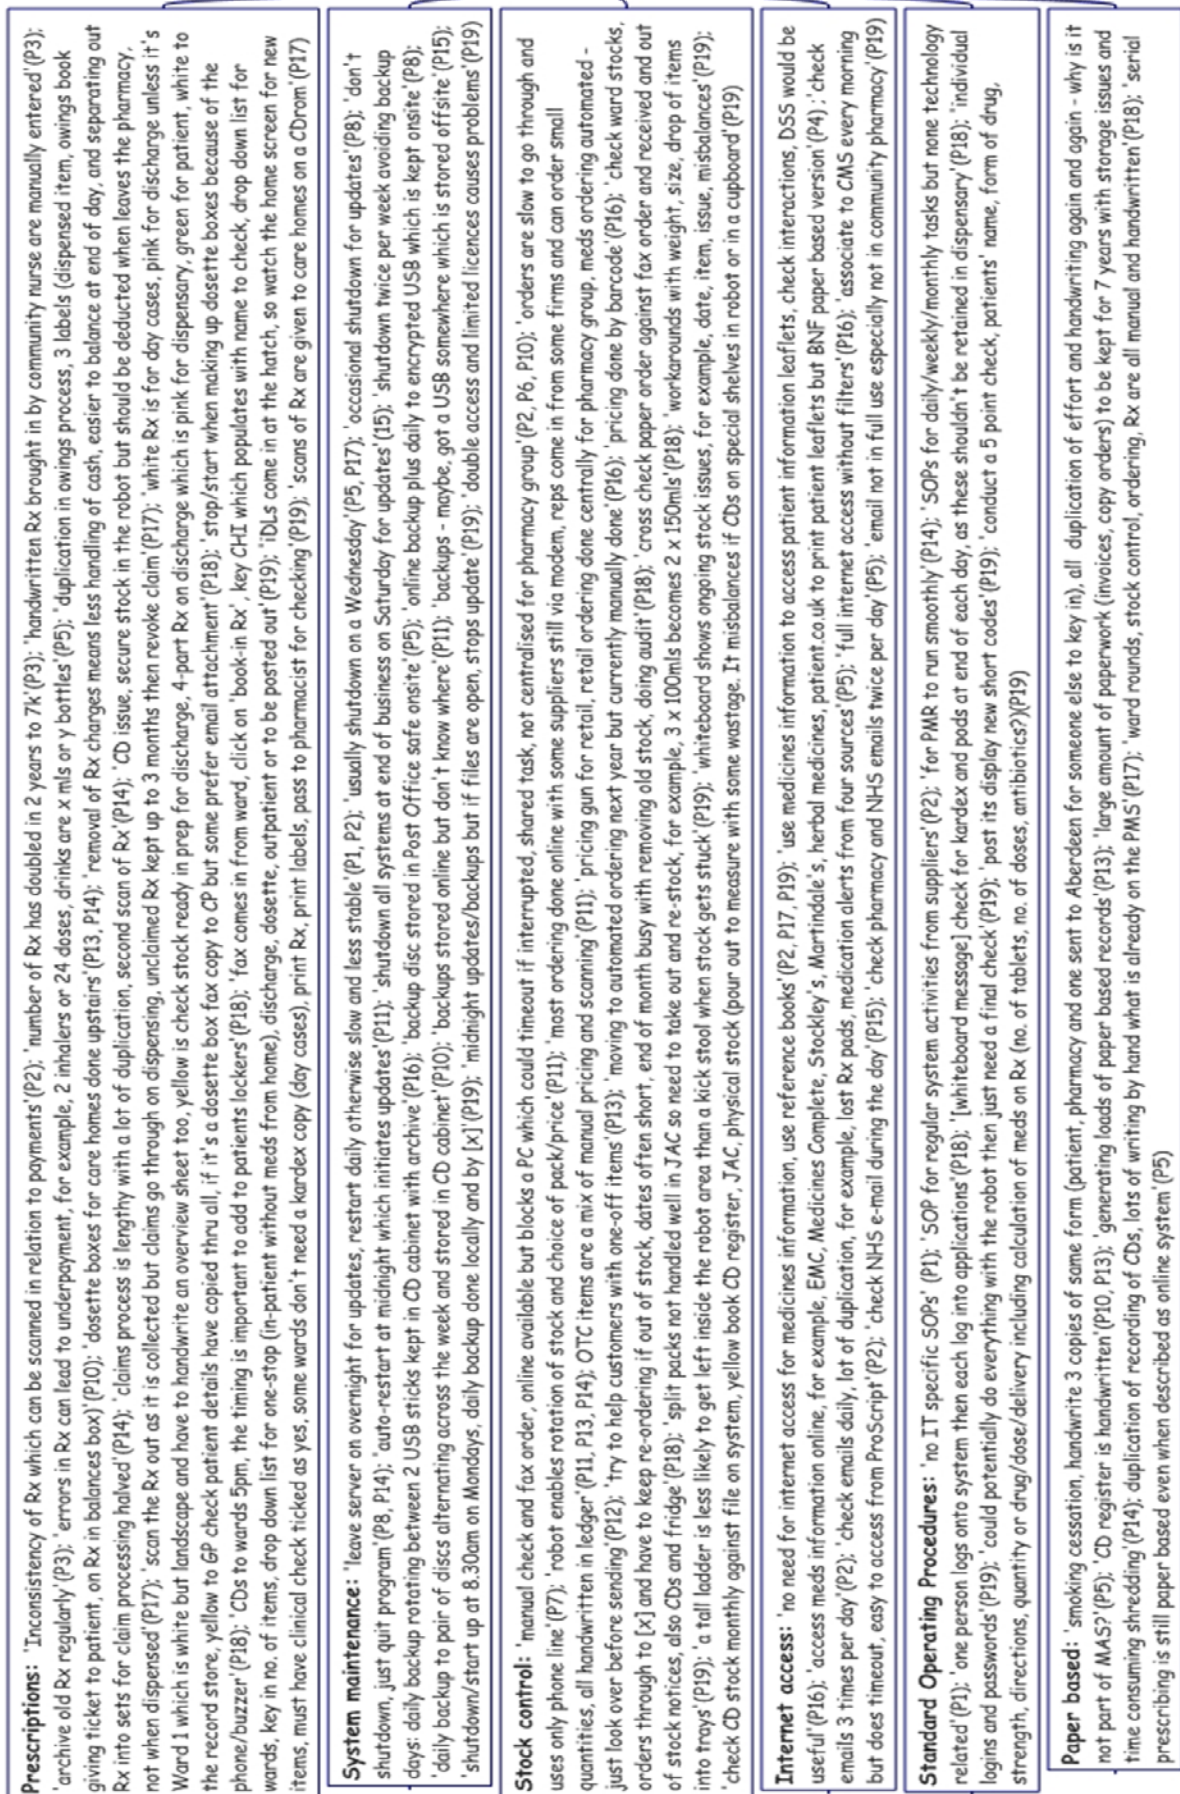 Prescriptions: 'Inconsistency of Rx which can be scanned in relation to payments'(P2); 'number of Rx has doubled in 2 years to 7k'(P3); 'handwritten Rx brought in by community nurse are manually entered'(P3);
'archive old Rx regularly'(P3); 'errors in Rx can lead to underpayment, for example, 2 inhalers or 24 doses, drinks are x mls or y bottles'(P5); 'duplication in owings process, 3 labels (dispensed item, owings book
giving ticket to patient, on Rx in balances box)'(P10); 'dosette boxes for care homes done upstairs'(P13, P14); 'removal of Rx charges means less handling of cash, easier to balance at end of day, and separating out
Rx into sets for claim processing halved'(P14); 'claims process is lengthy with a lot of duplication, second scan of Rx'(P14); 'CD issue, secure stock in the robot but should be deducted when leaves the pharmacy,
not when dispensed'(P17); 'scan the Rx out as it is collected but claims go through on dispensing, unclaimed Rx kept up to 3 months then revoke claim'(P17); 'white Rx is for day cases, pink for discharge unless it's
Ward 1 which is white but landscape and have to handwrite an overview sheet too, yellow is check stock ready in prep for discharge, 4-part Rx on discharge which is pink for dispensary, green for patient, white to
the record store, yellow to GP check patient details have copied thru all, if it's a dosette box fax copy to CP but some prefer email attachment'(P18); 'stop/start when making up dosette boxes because of the
phone/buzzer'(P18); 'CDs to wards 5pm, the timing is important to add to patients lockers'(P18); 'fax comes in from ward, click on 'book-in Rx', key CHI which populates with name to check, drop down list for
wards, key in no. of items, drop down list for one-stop (in-patient without meds from home), discharge, dosette, outpatient or to be posted out'(P19); 'iDLs come in at the hatch, so watch the home screen for new
items, must have clinical check ticked as yes, some wards don't need a kardex copy (day cases), print Rx, print labels, pass to pharmacist for checking'(P19); 'scans of Rx are given to care homes on a CDrom'(P17)
System maintenance: 'leave server on overnight for updates, restart daily otherwise slow and less stable'(P1, P2); 'usually shutdown on a Wednesday'(P5, P17); 'occasional shutdown for updates'(P8); 'don't
shutdown, just quit program'(P8, P14); 'auto-restart at midnight which initiates updates'(P11); 'shutdown all systems at end of business on Saturday for updates'(15); 'shutdown twice per week avoiding backup
days: daily backup rotating between 2 USB sticks kept in CD cabinet with archive'(P16); 'backup disc stored in Post Office safe onsite'(P5); 'online backup plus daily to encrypted USB which is kept onsite'(P8);
'daily backup to pair of discs alternating across the week and stored in CD cabinet'(P10); 'backups stored online but don't know where'(P11); 'backups - maybe, got a USB somewhere which is stored offsite'(P15);
'shutdown/start up at 8.30am on Mondays, daily backup done locally and by [x]'(P19); 'midnight updates/backups but if files are open, stops update'(P19); 'double access and limited licences causes problems'(P19)
Stock control: 'manual check and fax order, online available but blocks a PC which could timeout if interrupted, shared task, not centralised for pharmacy group'(P2, P6, P10); 'orders are slow to go through and
uses only phone line'(P7); 'robot enables rotation of stock and choice of pack/price'(P11); 'most ordering done online with some suppliers still via modem, reps come in from some firms and can order small
quantities, all handwritten in ledger'(P11, P13, P14); OTC items are a mix of manual pricing and scanning'(P11); 'pricing gun for retail, retail ordering done centrally for pharmacy group, meds ordering automated -
just look over before sending'(P12); 'try to help customers with one-off items'(P13); 'moving to automated ordering next year but currently manually done'(P16); 'pricing done by barcode'(P16); 'check ward stocks,
orders through to [x] and have to keep re-ordering if out of stock, dates often short, end of month busy with removing old stock, doing audit'(P18); 'cross check paper order against fax order and received and out
of stock notices, also CDs and fridge'(P18); 'split packs not handled well in JAC so need to take out and re-stock, for example, 3 x 100mls becomes 2 x 150mls'(P18); 'workarounds with weight, size, drop of items
into trays'(P19); 'a tall ladder is less likely to get left inside the robot area than a kick stool when stock gets stuck'(P19); 'whiteboard shows ongoing stock issues, for example, date, item, issue, misbalances'(P19);
'check CD stock monthly against file on system, yellow book CD register, JAC, physical stock (pour out to measure with some wastage. It misbalances if CDs on special shelves in robot or in a cupboard'(P19)
Internet access: 'no need for internet access for medicines information, use reference books'(P2, P17, P19); 'use medicines information to access patient information leaflets, check interactions, DSS would be
useful'(P16); 'access meds information online, for example, EMC, Medicines Complete, Stockley's, Martindale's, herbal medicines, patient.co.uk to print patient leaflets but BNF paper based version'(P4) ;'check
emails 3 times per day'(P2); 'check emails daily, lot of duplication, for example, lost Rx pads, medication alerts from four sources'(P5); 'full internet access without filters'(P16); 'associate to CMS every morning
but does timeout, easy to access from ProScript'(P2); 'check NHS e-mail during the day'(P15); 'check pharmacy and NHS emails twice per day'(P5); 'email not in full use especially not in community pharmacy'(P19)
Standard Operating Procedures: 'no IT specific SOPs' (P1); 'SOP for regular system activities from suppliers'(P2); 'for PMR to run smoothly'(P14); 'SOPs for daily/weekly/monthly tasks but none technology
related'(P1); 'one person logs onto system then each log into applications'(P18); '[whiteboard message] check for kardex and pods at end of each day, as these shouldn't be retained in dispensary'(P18); 'individual
logins and passwords'(P19); 'could potentially do everything with the robot then just need a final check'(P19); 'post its display new short codes'(P19); 'conduct a 5 point check, patients' name, form of drug,
strength, directions, quantity or drug/dose/delivery including calculation of meds on Rx (no. of tablets, no. of doses, antibiotics?)(P19)
Paper based: 'smoking cessation, handwrite 3 copies of same form (patient, pharmacy and one sent to Aberdeen for someone else to key in), all duplication of effort and handwriting again and again - why is it
not part of MAS?'(P5); 'CD register is handwritten'(P10, P13); 'generating loads of paper based records'(P13); 'large amount of paperwork (invoices, copy orders) to be kept for 7 years with storage issues and
time consuming shredding'(P14); duplication of recording of CDs, lots of writing by hand what is already on the PMS'(P17); 'ward rounds, stock control, ordering, Rx are all manual and handwritten'(P18); 'serial
prescribing is still paper based even when described as online system'(P5)